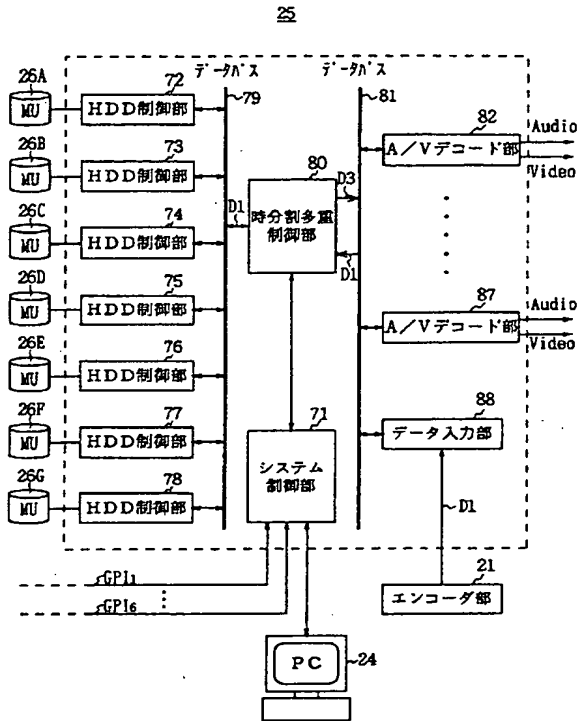 25
データバス
データバス
26A
MU
72
HDD制御部
79
81
82
A/Vデコード部
Audio
Video
26B
MU
73
HDD制御部
80
時分割多重
制御部
D3
D1
D1
26C
MU
74
HDD制御部
26D
MU
75
HDD制御部
87
A/Vデコード部
Audio
Video
26E
MU
76
HDD制御部
26F
MU
77
HDD制御部
71
システム
制御部
88
データ入力部
26G
MU
78
HDD制御部
D1
GPI1
GPI6
21
エンコーダ部
PC
24